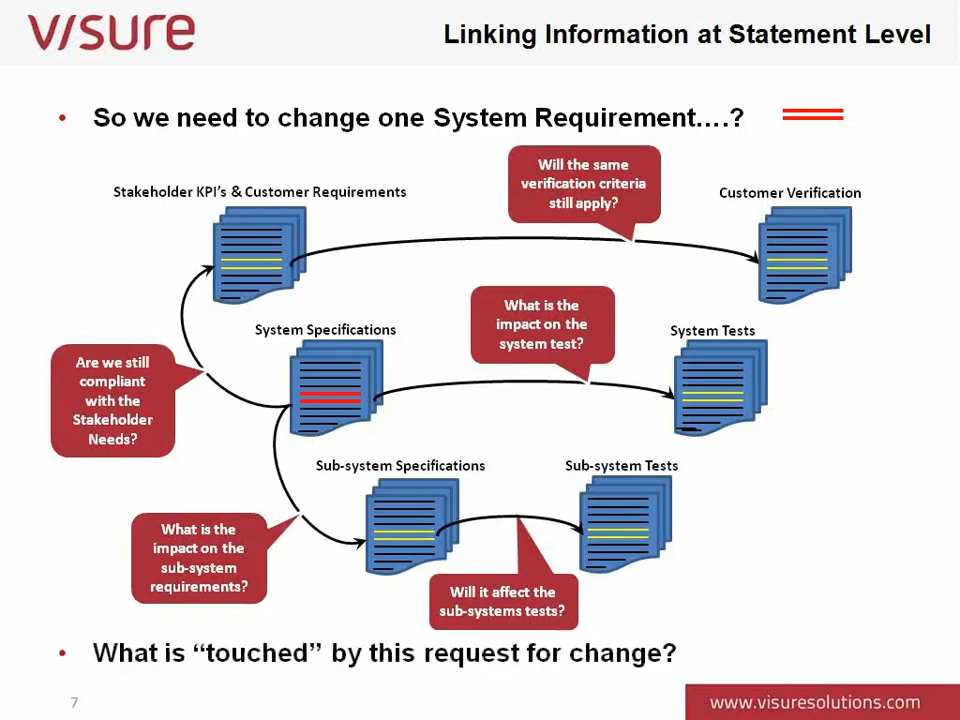 visure
Linking Information at Statement Level
• So we need to change one System Requirement….?
Will the same
verification criteria
still apply?
Stakeholder KPI's & Customer Requirements
Customer Verification
What is the
impact on the
system test?
System Specifications
System Tests
Are we still
compliant
with the
Stakeholder
Needs?
Sub-system Specifications
Sub-system Tests
What is the
impact on the
sub-system
requirements?
Will it affect the
sub-systems tests?
• What is “touched” by this request for change?
7
www.visuresolutions.com